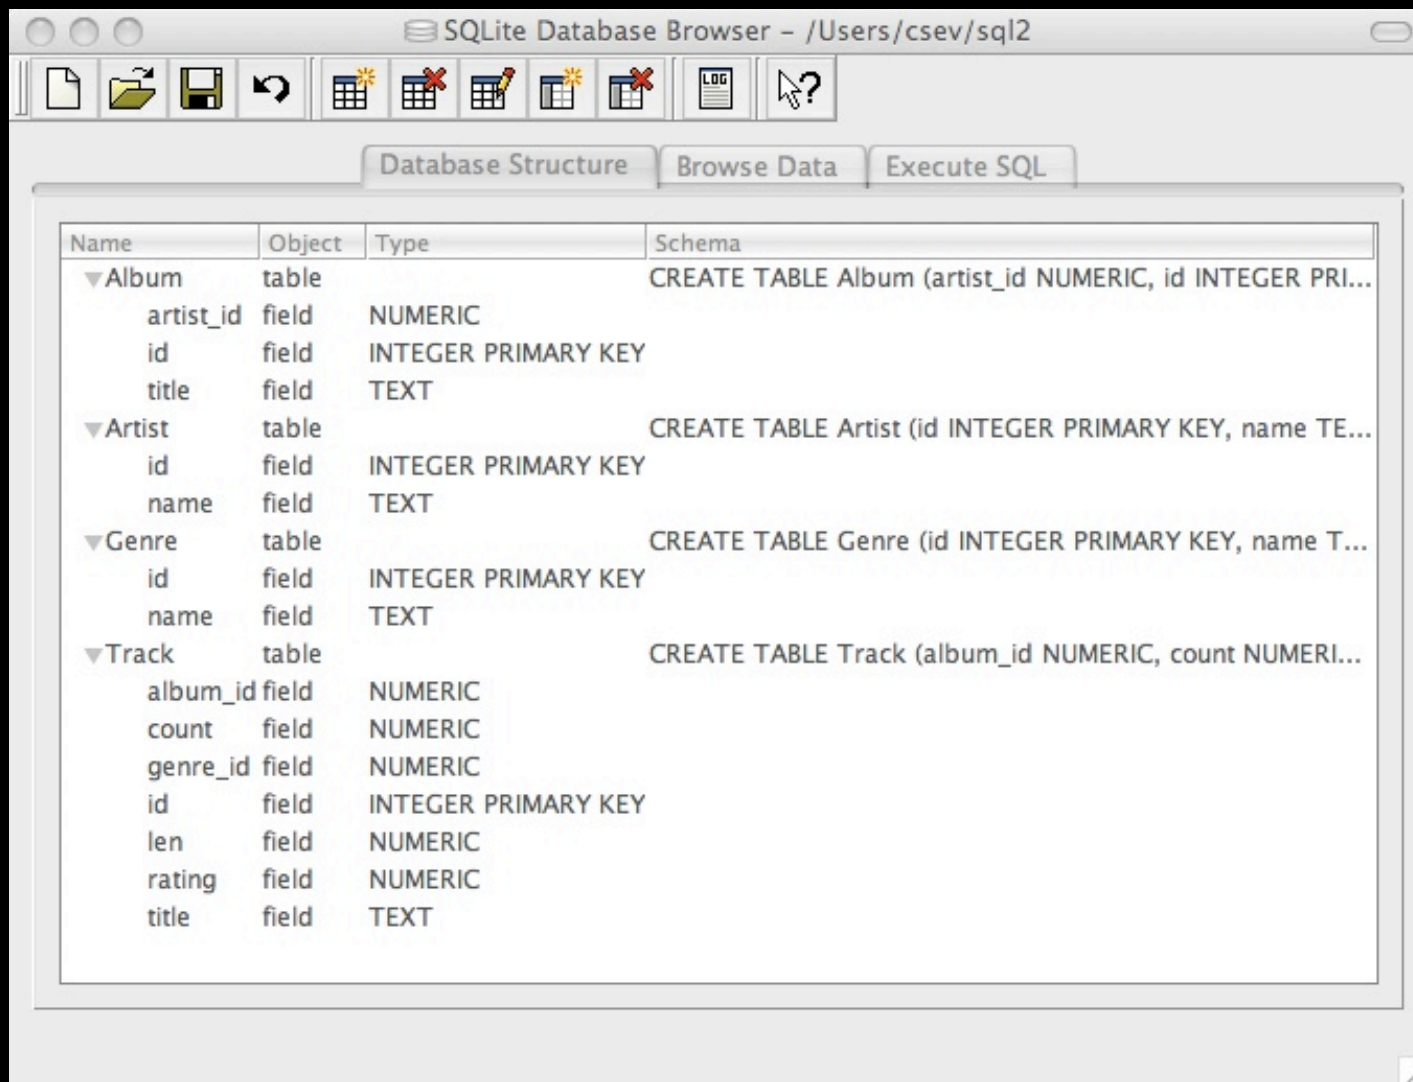 SQLite Database Browser – /Users/csev/sql2
LOG
?
Database Structure Browse Data Execute SQL
Name Object Type Schema
Album table CREATE TABLE Album (artist_id NUMERIC, id INTEGER PRI...
artist_id field NUMERIC
id field INTEGER PRIMARY KEY
title field TEXT
Artist table CREATE TABLE Artist (id INTEGER PRIMARY KEY, name TE...
id field INTEGER PRIMARY KEY
name field TEXT
Genre table CREATE TABLE Genre (id INTEGER PRIMARY KEY, name T...
id field INTEGER PRIMARY KEY
name field TEXT
Track table CREATE TABLE Track (album_id NUMERIC, count NUMERI...
album_id field NUMERIC
count field NUMERIC
genre_id field NUMERIC
id field INTEGER PRIMARY KEY
len field NUMERIC
rating field NUMERIC
title field TEXT